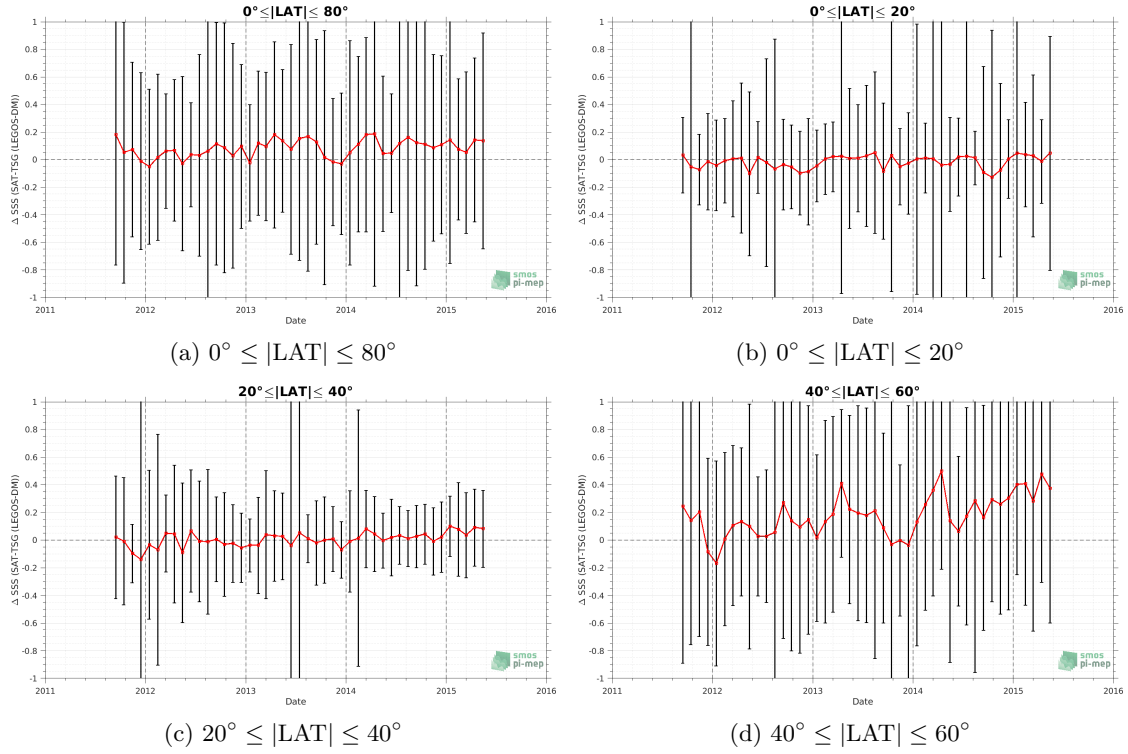 0°≤|LAT|≤ 80°
Δ SSS (SAT-TSG (LEGOS-DM))
1
0.8
0.6
0.4
0.2
0
-0.2
-0.4
-0.6
-0.8
-1
2011
2012
2013
2014
2015
2016
Date
smos
pi-mep
(a) 0° ≤ |LAT| ≤ 80°
0°≤|LAT|≤ 20°
Δ SSS (SAT-TSG (LEGOS-DM))
1
0.8
0.6
0.4
0.2
0
-0.2
-0.4
-0.6
-0.8
-1
2011
2012
2013
2014
2015
2016
Date
smos
pi-mep
(b) 0° ≤ |LAT| ≤ 20°
20°≤|LAT|≤ 40°
Δ SSS (SAT-TSG (LEGOS-DM))
1
0.8
0.6
0.4
0.2
0
-0.2
-0.4
-0.6
-0.8
-1
2011
2012
2013
2014
2015
2016
Date
smos
pi-mep
(c) 20° ≤ |LAT| ≤ 40°
40°≤|LAT|≤ 60°
Δ SSS (SAT-TSG (LEGOS-DM))
1
0.8
0.6
0.4
0.2
0
-0.2
-0.4
-0.6
-0.8
-1
2011
2012
2013
2014
2015
2016
Date
smos
pi-mep
(d) 40° ≤ |LAT| ≤ 60°